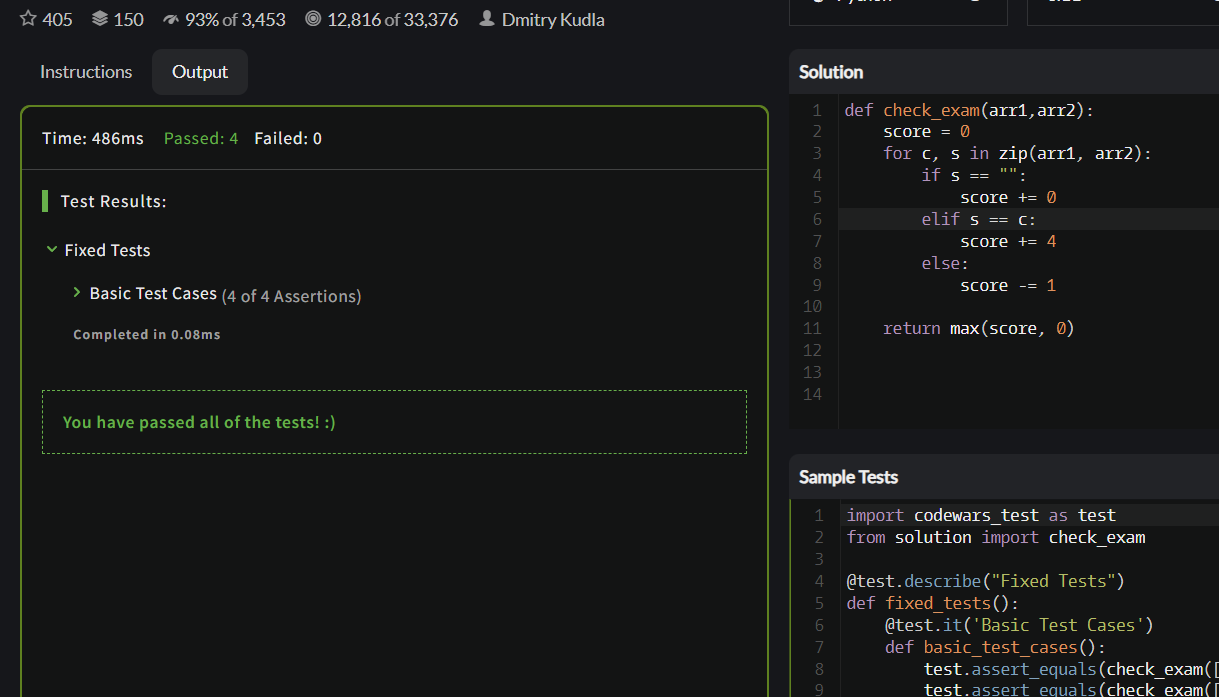 405 150 93% of 3,453 12,816 of 33,376 Dmitry Kudla
Instructions Output
Time: 486ms Passed: 4 Failed: 0
Test Results:
Fixed Tests
Basic Test Cases (4 of 4 Assertions)
Completed in 0.08ms
You have passed all of the tests! :)
Solution
1 def check_exam(arr1,arr2):
2     score = 0
3     for c, s in zip(arr1, arr2):
4         if s == "":
5             score += 0
6         elif s == c:
7             score += 4
8         else:
9             score -= 1
10
11     return max(score, 0)
12
13
14
Sample Tests
1 import codewars_test as test
2 from solution import check_exam
3
4 @test.describe("Fixed Tests")
5 def fixed_tests():
6     @test.it('Basic Test Cases')
7     def basic_test_cases():
8         test.assert_equals(check_exam([
9         test.assert_equals(check_exam([